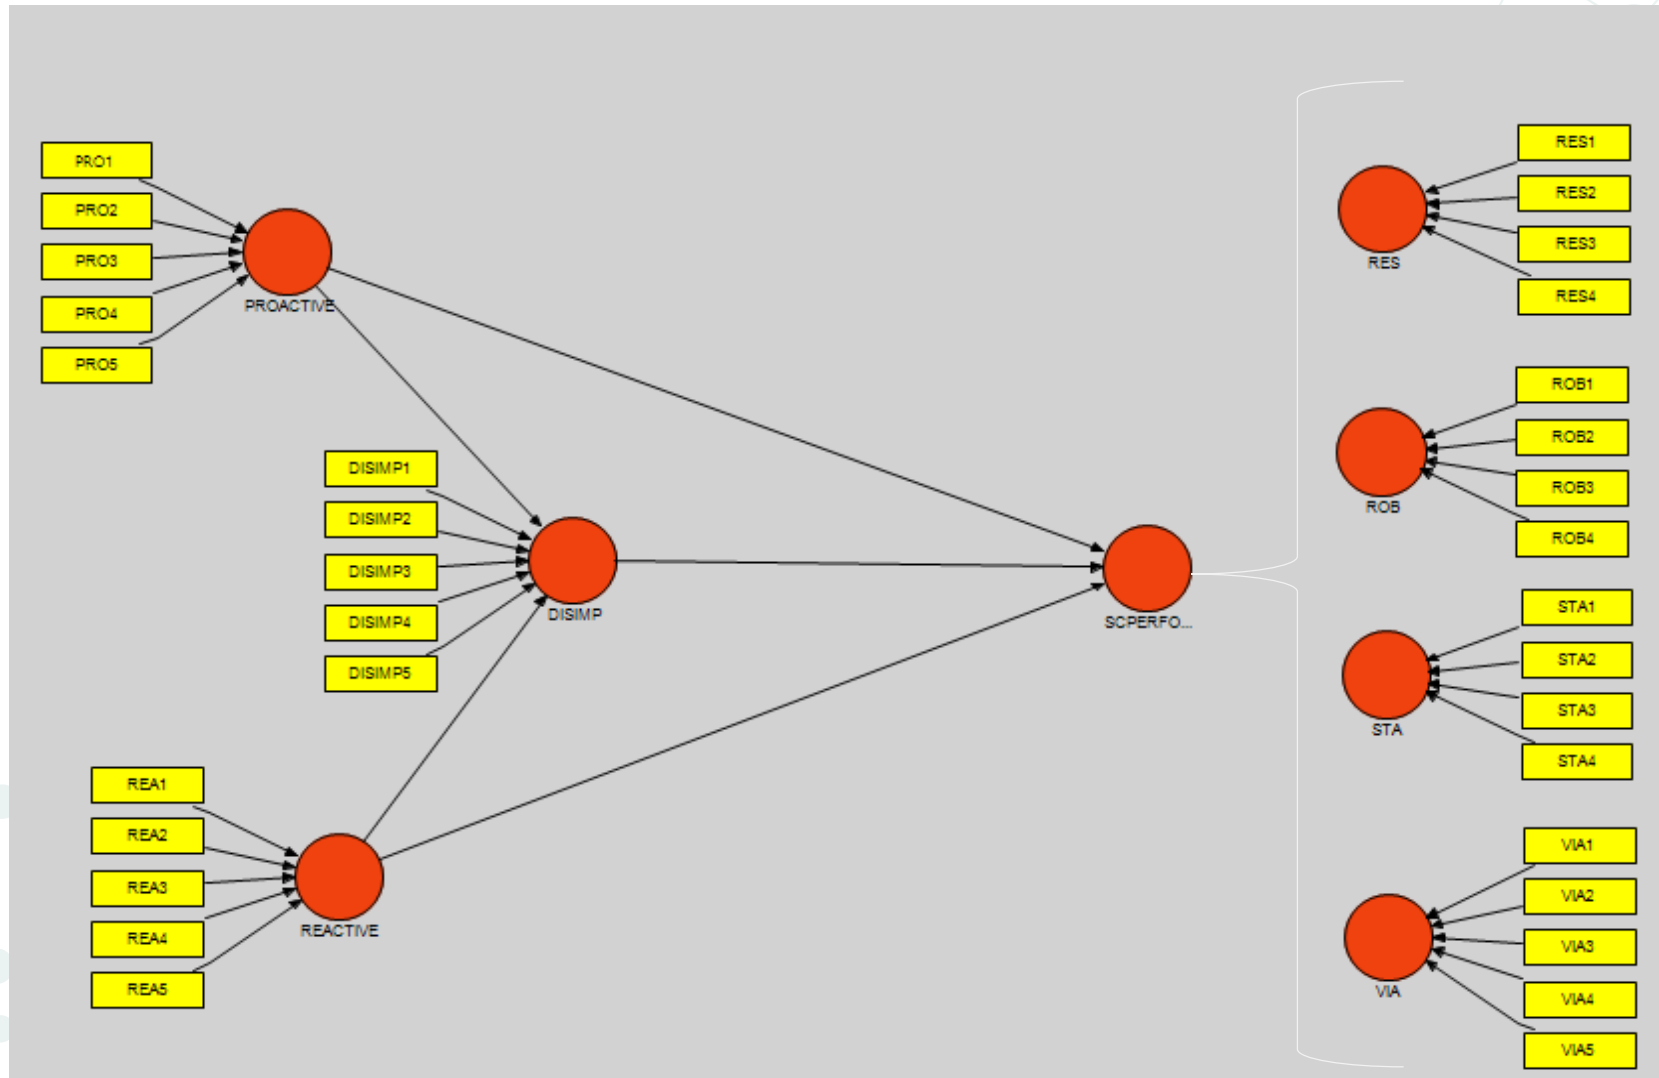 PRO1
PRO2
PRO3
PRO4
PRO5
PROACTIVE
DISIMP1
DISIMP2
DISIMP3
DISIMP4
DISIMP5
DISIMP
REA1
REA2
REA3
REA4
REA5
REACTIVE
SCPERFO...
RES1
RES2
RES3
RES4
RES
ROB1
ROB2
ROB3
ROB4
ROB
STA1
STA2
STA3
STA4
STA
VIA1
VIA2
VIA3
VIA4
VIA5
VIA